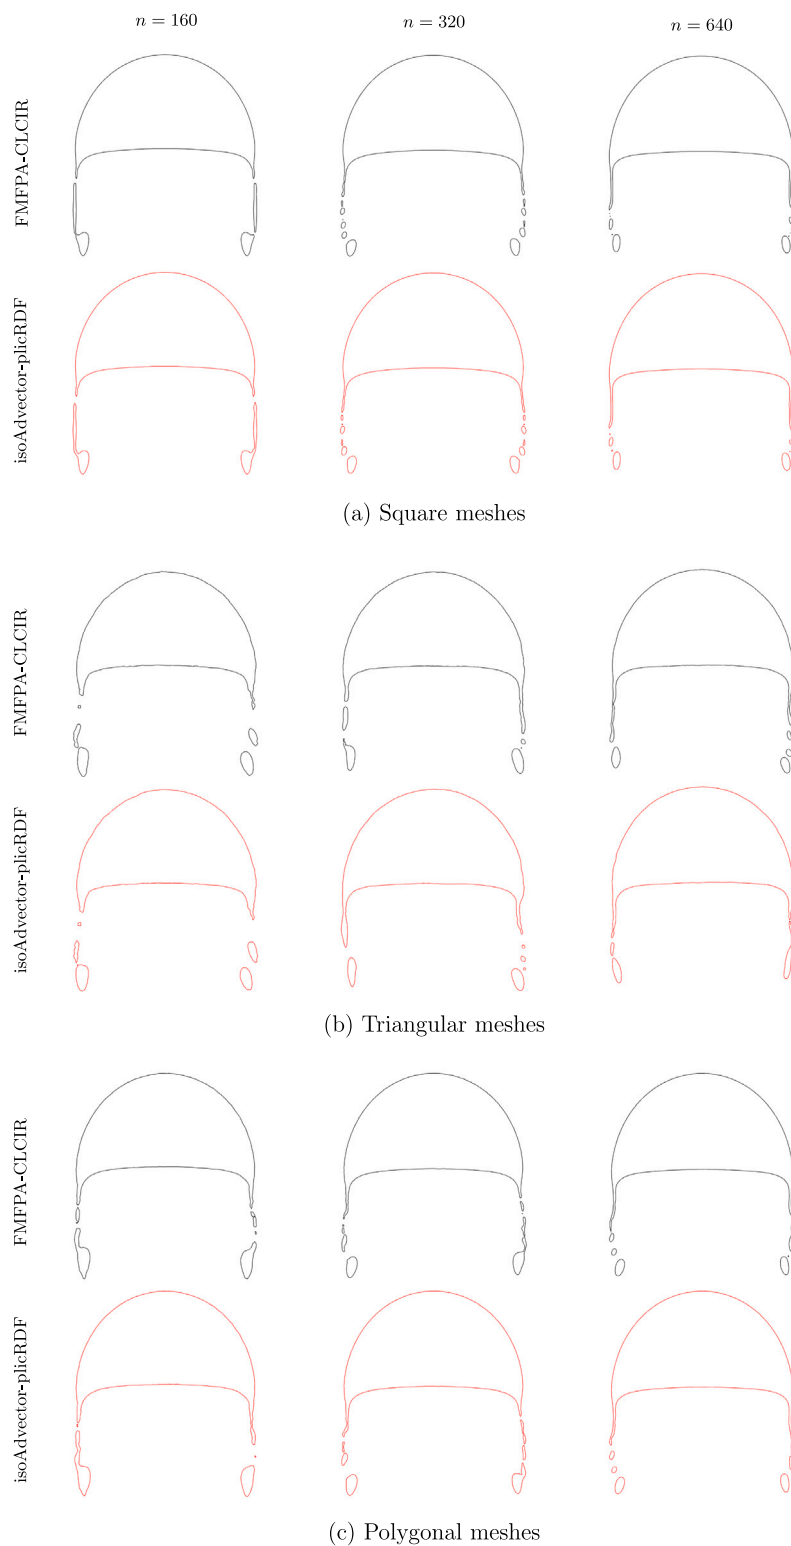 n = 160
n = 320
n = 640
FMFPA-CLCIR
isoAdvector-plicRDF
(a) Square meshes
FMFPA-CLCIR
isoAdvector-plicRDF
(b) Triangular meshes
FMFPA-CLCIR
isoAdvector-plicRDF
(c) Polygonal meshes